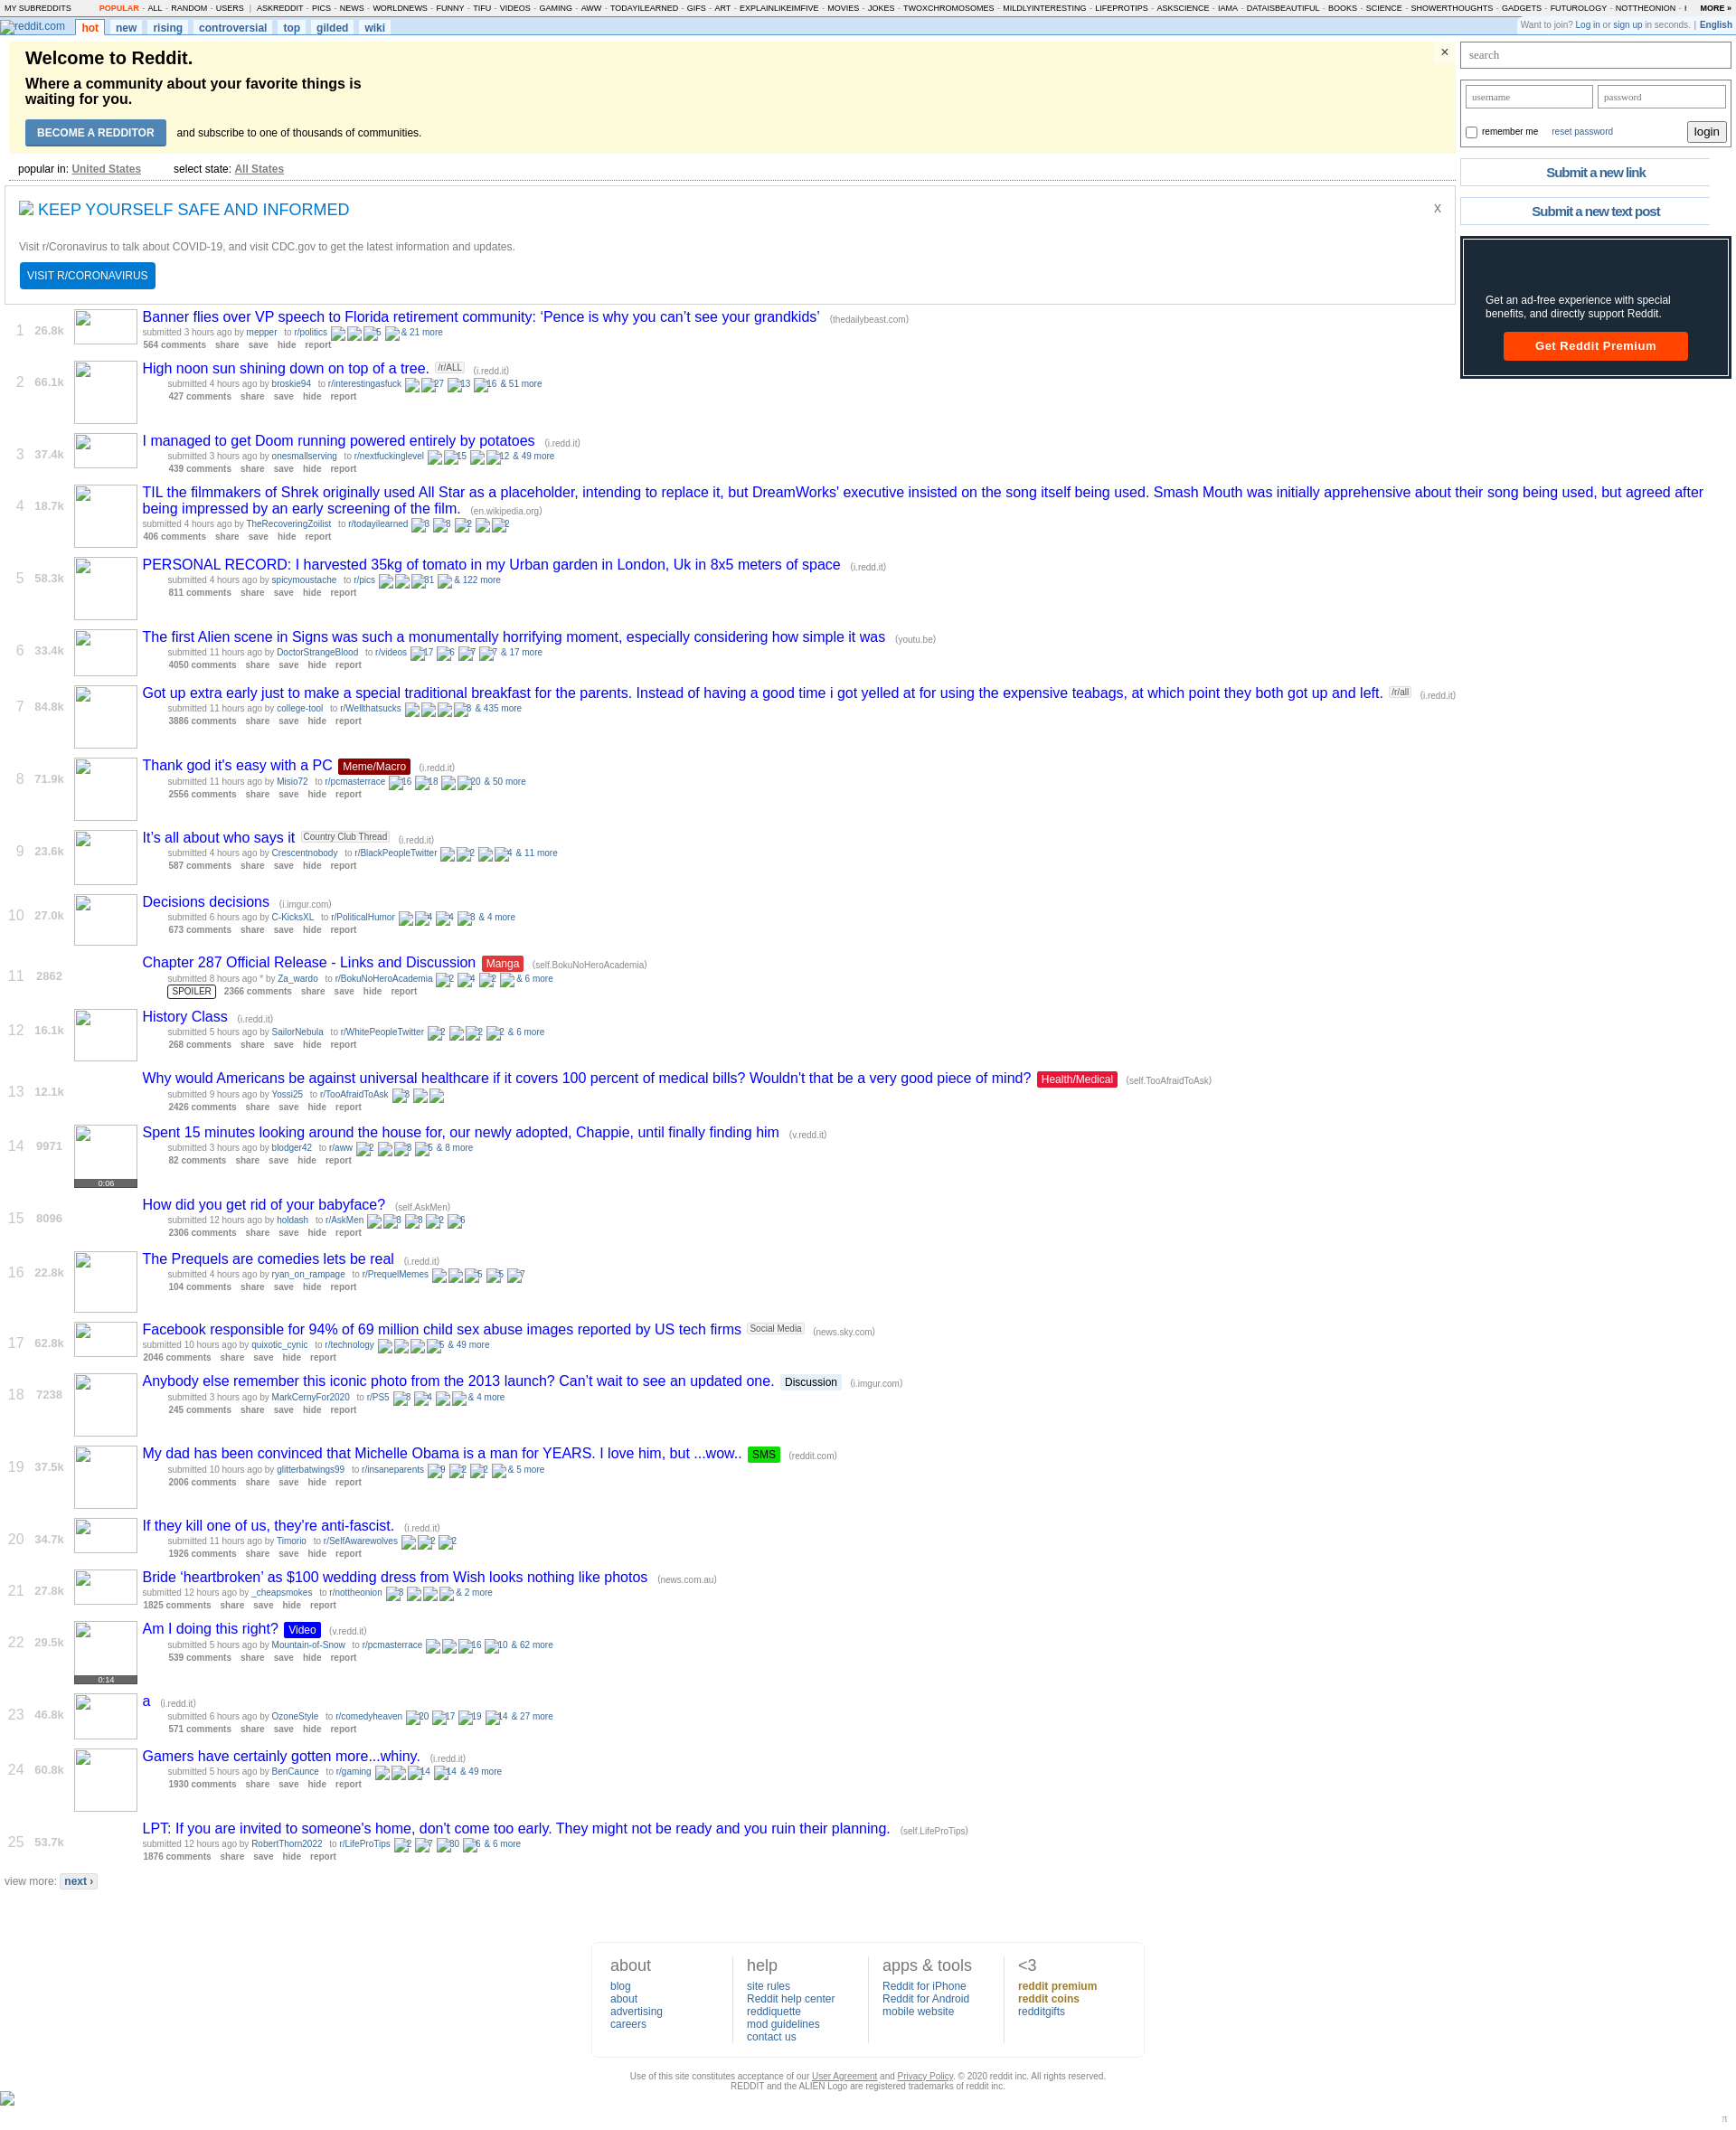 MY SUBREDDITS POPULAR - ALL - RANDOM - USERS | ASKREDDIT - PICS - NEWS - WORLDNEWS - FUNNY - TIFU - VIDEOS - GAMING - AWW - TODAYILEARNED - GIFS - ART - EXPLAINLIKEIMFIVE - MOVIES - JOKES - TWOXCHROMOSOMES - MILDLYINTERESTING - LIFEPROTIPS - ASKSCIENCE - IAMA - DATAISBEAUTIFUL - BOOKS - SCIENCE - SHOWERTHOUGHTS - GADGETS - FUTUROLOGY - NOTTHEONION - I MORE »
reddit.com hot new rising controversial top gilded wiki Want to join? Log in or sign up in seconds. | English
Welcome to Reddit. ×
Where a community about your favorite things is
waiting for you.
BECOME A REDDITOR and subscribe to one of thousands of communities.
popular in: United States select state: All States
search
username password
remember me reset password login
Submit a new link
Submit a new text post
Get an ad-free experience with special
benefits, and directly support Reddit.
Get Reddit Premium
KEEP YOURSELF SAFE AND INFORMED x
Visit r/Coronavirus to talk about COVID-19, and visit CDC.gov to get the latest information and updates.
VISIT R/CORONAVIRUS
1 26.8k Banner flies over VP speech to Florida retirement community: ‘Pence is why you can’t see your grandkids’ (thedailybeast.com)
submitted 3 hours ago by mepper to r/politics 5 & 21 more
564 comments share save hide report
2 66.1k High noon sun shining down on top of a tree. /r/ALL (i.redd.it)
submitted 4 hours ago by broskie94 to r/interestingasfuck 27 13 16 & 51 more
427 comments share save hide report
3 37.4k I managed to get Doom running powered entirely by potatoes (i.redd.it)
submitted 3 hours ago by onesmallserving to r/nextfuckinglevel 15 12 & 49 more
439 comments share save hide report
4 18.7k TIL the filmmakers of Shrek originally used All Star as a placeholder, intending to replace it, but DreamWorks' executive insisted on the song itself being used. Smash Mouth was initially apprehensive about their song being used, but agreed after
being impressed by an early screening of the film. (en.wikipedia.org)
submitted 4 hours ago by TheRecoveringZoilist to r/todayilearned 3 3 2 2
406 comments share save hide report
5 58.3k PERSONAL RECORD: I harvested 35kg of tomato in my Urban garden in London, Uk in 8x5 meters of space (i.redd.it)
submitted 4 hours ago by spicymoustache to r/pics 31 & 122 more
811 comments share save hide report
6 33.4k The first Alien scene in Signs was such a monumentally horrifying moment, especially considering how simple it was (youtu.be)
submitted 11 hours ago by DoctorStrangeBlood to r/videos 17 6 7 7 & 17 more
4050 comments share save hide report
7 84.8k Got up extra early just to make a special traditional breakfast for the parents. Instead of having a good time i got yelled at for using the expensive teabags, at which point they both got up and left. /r/all (i.redd.it)
submitted 11 hours ago by college-tool to r/Wellthatsucks 3 & 435 more
3886 comments share save hide report
8 71.9k Thank god it's easy with a PC Meme/Macro (i.redd.it)
submitted 11 hours ago by Misio72 to r/pcmasterrace 16 18 20 & 50 more
2556 comments share save hide report
9 23.6k It’s all about who says it Country Club Thread (i.redd.it)
submitted 4 hours ago by Crescentnobody to r/BlackPeopleTwitter 2 4 & 11 more
587 comments share save hide report
10 27.0k Decisions decisions (i.imgur.com)
submitted 6 hours ago by C-KicksXL to r/PoliticalHumor 4 4 3 & 4 more
673 comments share save hide report
11 2862 Chapter 287 Official Release - Links and Discussion Manga (self.BokuNoHeroAcademia)
submitted 8 hours ago * by Za_wardo to r/BokuNoHeroAcademia 2 4 2 & 6 more
SPOILER 2366 comments share save hide report
12 16.1k History Class (i.redd.it)
submitted 5 hours ago by SailorNebula to r/WhitePeopleTwitter 2 2 2 & 6 more
268 comments share save hide report
13 12.1k Why would Americans be against universal healthcare if it covers 100 percent of medical bills? Wouldn't that be a very good piece of mind? Health/Medical (self.TooAfraidToAsk)
submitted 9 hours ago by Yossi25 to r/TooAfraidToAsk 3
2426 comments share save hide report
14 9971 Spent 15 minutes looking around the house for, our newly adopted, Chappie, until finally finding him (v.redd.it)
submitted 3 hours ago by blodger42 to r/aww 2 3 5 & 8 more
82 comments share save hide report
0:06
15 8096 How did you get rid of your babyface? (self.AskMen)
submitted 12 hours ago by holdash to r/AskMen 3 3 2 6
2306 comments share save hide report
16 22.8k The Prequels are comedies lets be real (i.redd.it)
submitted 4 hours ago by ryan_on_rampage to r/PrequelMemes 5 5 7
104 comments share save hide report
17 62.8k Facebook responsible for 94% of 69 million child sex abuse images reported by US tech firms Social Media (news.sky.com)
submitted 10 hours ago by quixotic_cynic to r/technology 5 & 49 more
2046 comments share save hide report
18 7238 Anybody else remember this iconic photo from the 2013 launch? Can’t wait to see an updated one. Discussion (i.imgur.com)
submitted 3 hours ago by MarkCernyFor2020 to r/PS5 3 4 & 4 more
245 comments share save hide report
19 37.5k My dad has been convinced that Michelle Obama is a man for YEARS. I love him, but ...wow.. SMS (reddit.com)
submitted 10 hours ago by glitterbatwings99 to r/insaneparents 9 2 2 & 5 more
2006 comments share save hide report
20 34.7k If they kill one of us, they're anti-fascist. (i.redd.it)
submitted 11 hours ago by Timorio to r/SelfAwarewolves 2 2
1926 comments share save hide report
21 27.8k Bride ‘heartbroken’ as $100 wedding dress from Wish looks nothing like photos (news.com.au)
submitted 12 hours ago by _cheapsmokes to r/nottheonion 3 & 2 more
1825 comments share save hide report
22 29.5k Am I doing this right? Video (v.redd.it)
submitted 5 hours ago by Mountain-of-Snow to r/pcmasterrace 16 10 & 62 more
539 comments share save hide report
0:14
23 46.8k a (i.redd.it)
submitted 6 hours ago by OzoneStyle to r/comedyheaven 20 17 19 14 & 27 more
571 comments share save hide report
24 60.8k Gamers have certainly gotten more...whiny. (i.redd.it)
submitted 5 hours ago by BenCaunce to r/gaming 14 14 & 49 more
1930 comments share save hide report
25 53.7k LPT: If you are invited to someone's home, don't come too early. They might not be ready and you ruin their planning. (self.LifeProTips)
submitted 12 hours ago by RobertThorn2022 to r/LifeProTips 2 7 30 6 & 6 more
1876 comments share save hide report
view more: next ›
about help apps & tools <3
blog site rules Reddit for iPhone reddit premium
about Reddit help center Reddit for Android reddit coins
advertising reddiquette mobile website redditgifts
careers mod guidelines
contact us
Use of this site constitutes acceptance of our User Agreement and Privacy Policy. © 2020 reddit inc. All rights reserved.
REDDIT and the ALIEN Logo are registered trademarks of reddit inc.
π